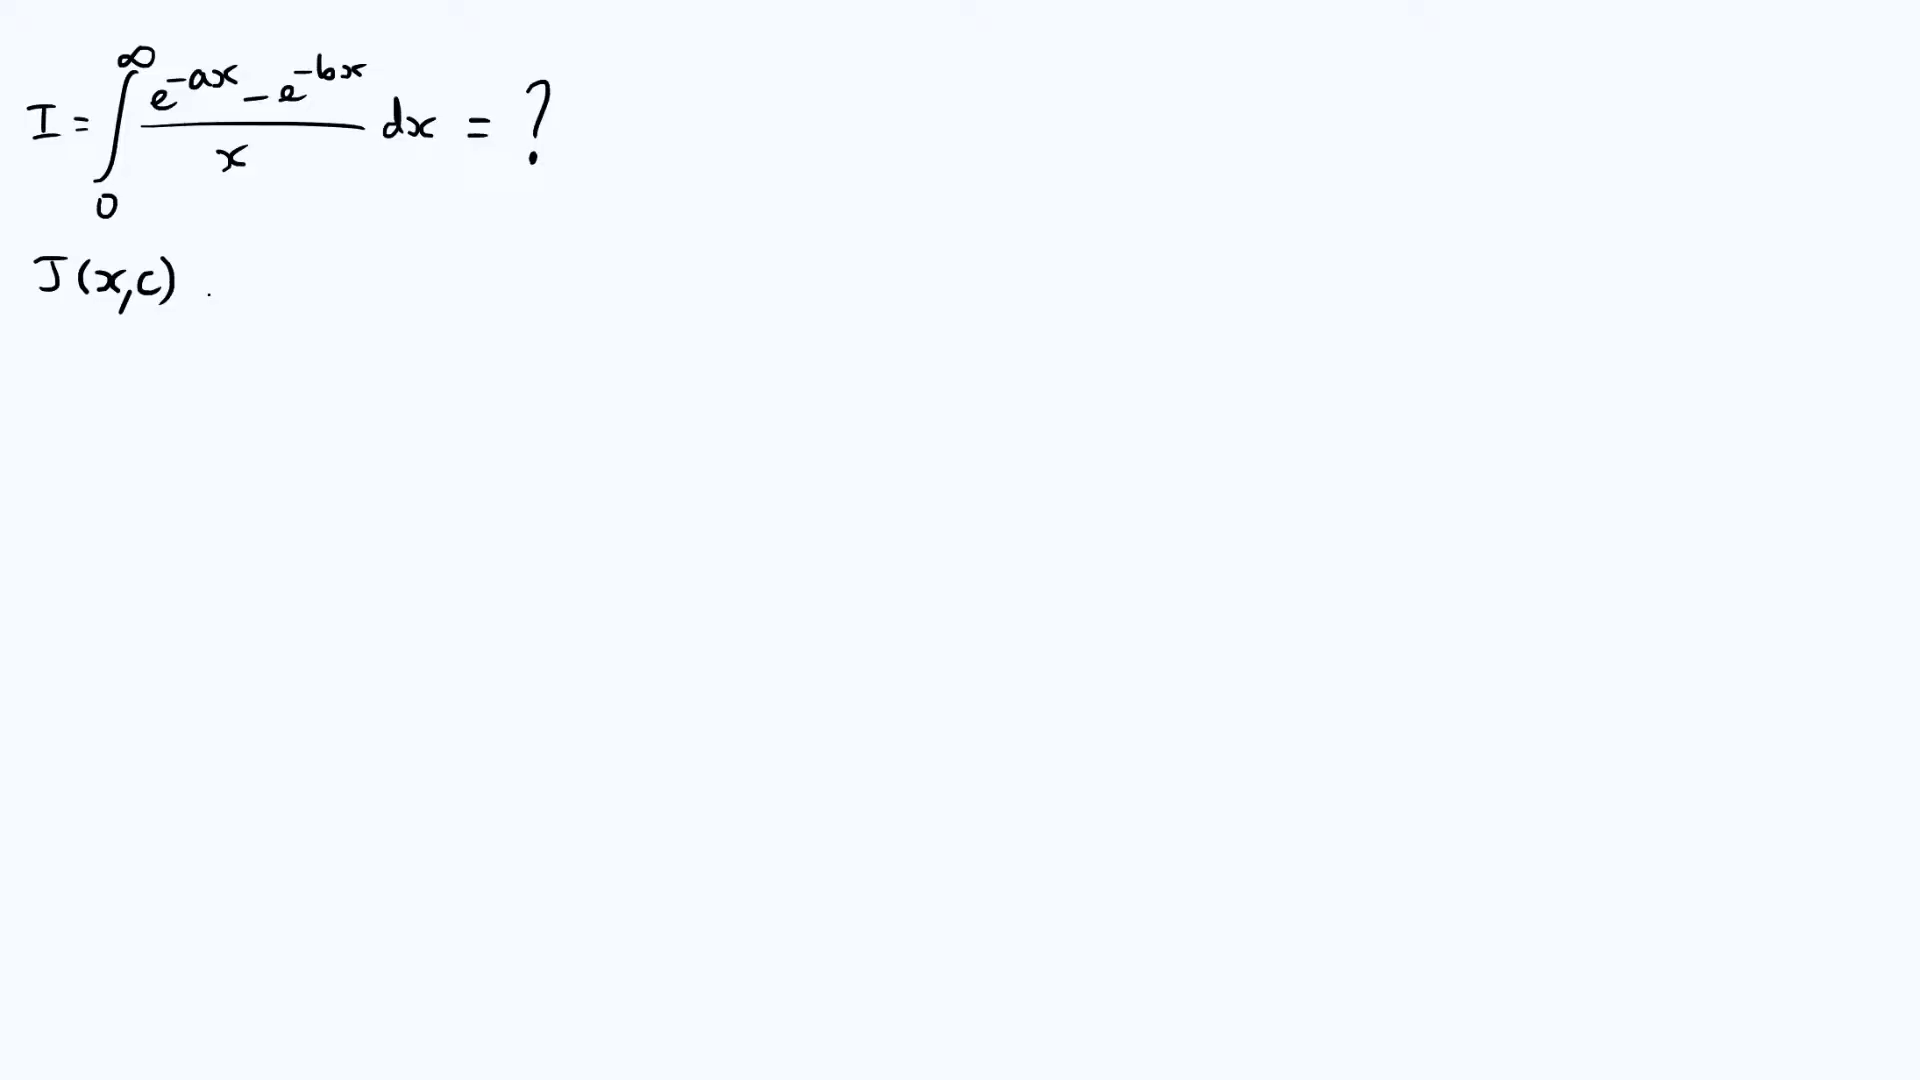 I = ∫₀^∞ (e^{-ax} - e^{-bx})/x dx = ?
J(x,c)